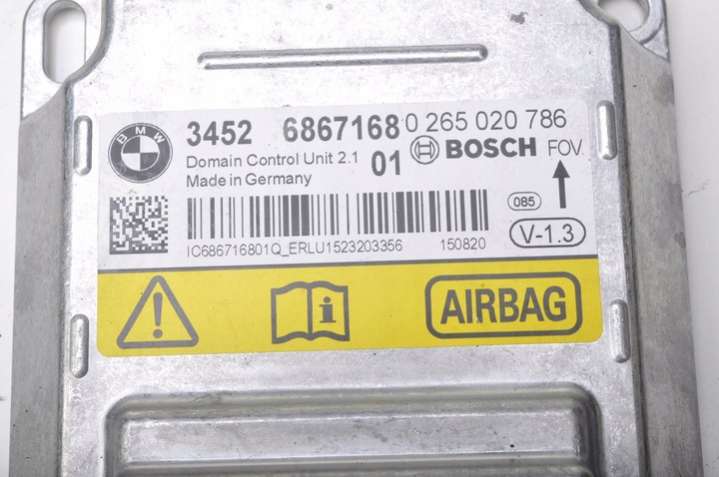 BMW
3452 6867168 0 265 020 786
Domain Control Unit 2.1 01 BOSCH FOV
Made in Germany
085
V-1.3
IC686716801Q_ERLU1523203356 150820
i
AIRBAG